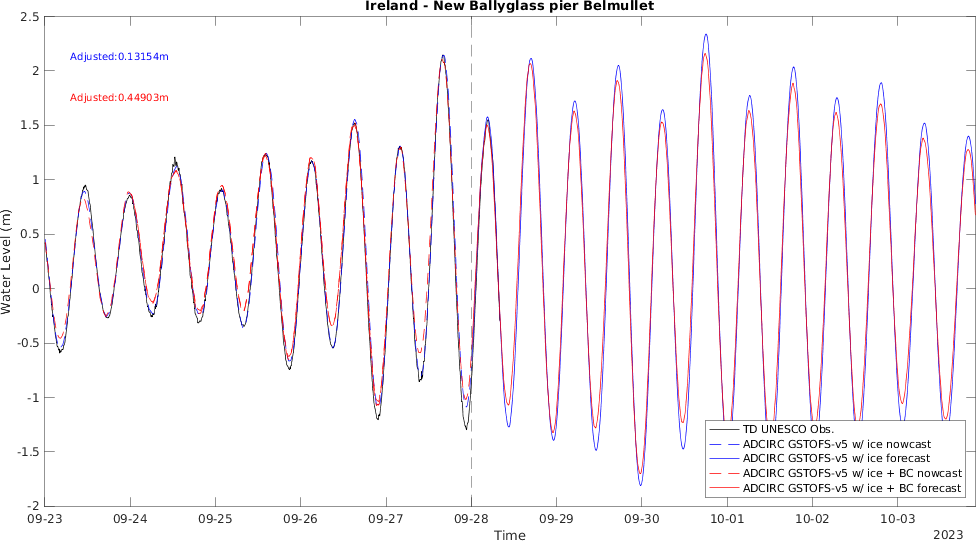 Ireland - New Ballyglass pier Belmullet
2.5
2
1.5
1
0.5
0
-0.5
-1
-1.5
-2
Water Level (m)
Adjusted:0.13154m
Adjusted:0.44903m
TD UNESCO Obs.
ADCIRC GSTOFS-v5 w/ ice nowcast
ADCIRC GSTOFS-v5 w/ ice forecast
ADCIRC GSTOFS-v5 w/ ice + BC nowcast
ADCIRC GSTOFS-v5 w/ ice + BC forecast
09-23 09-24 09-25 09-26 09-27 09-28 09-29 09-30 10-01 10-02 10-03
Time
2023